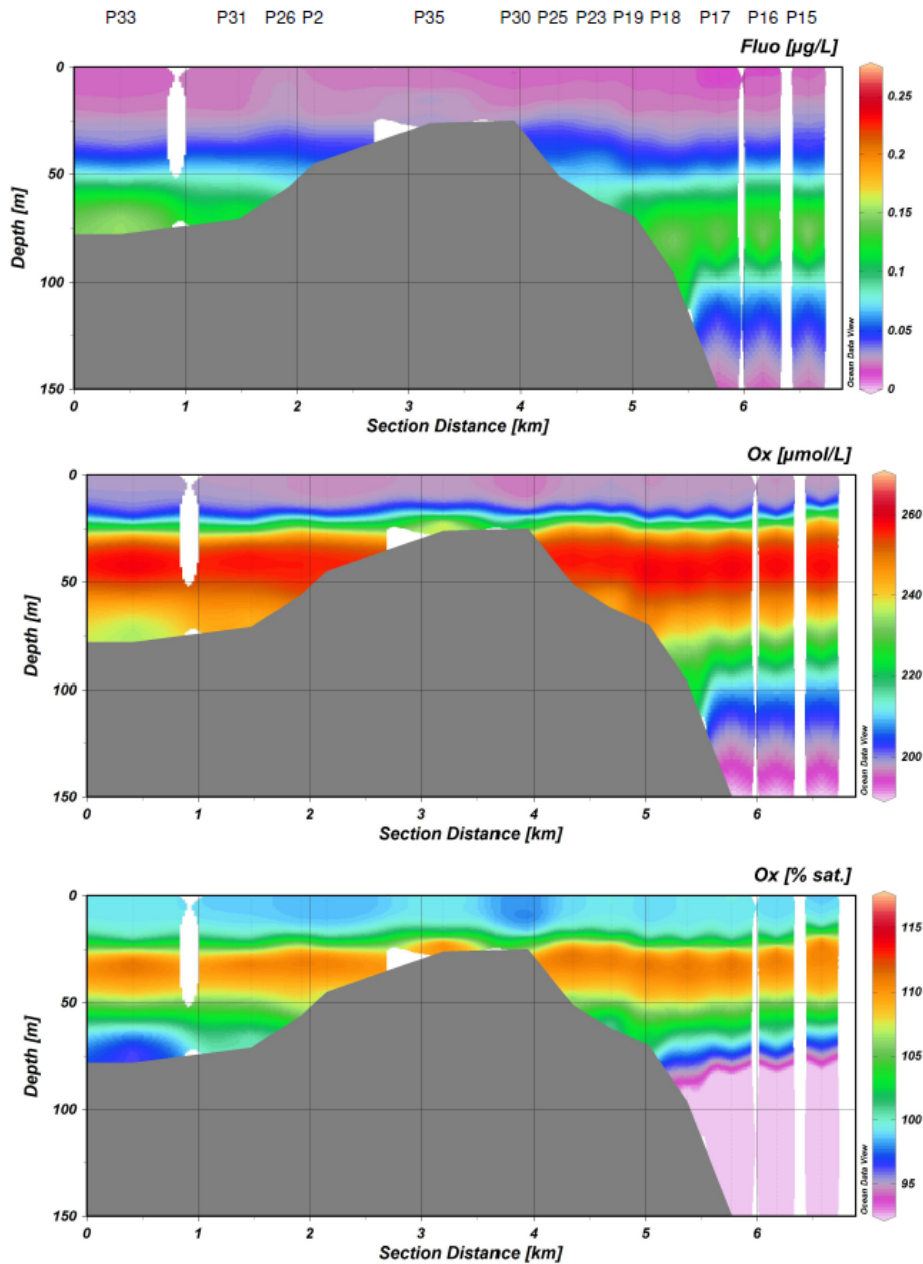 P33 P31 P26 P2 P35 P30 P25 P23 P19 P18 P17 P16 P15
Fluo [µg/L]
0
50
100
150
Depth [m]
0 1 2 3 4 5 6
Section Distance [km]
Ocean Data View
0.25
0.2
0.15
0.1
0.05
0
Ox [µmol/L]
0
50
100
150
Depth [m]
0 1 2 3 4 5 6
Section Distance [km]
Ocean Data View
260
240
220
200
Ox [% sat.]
0
50
100
150
Depth [m]
0 1 2 3 4 5 6
Section Distance [km]
Ocean Data View
115
110
105
100
95